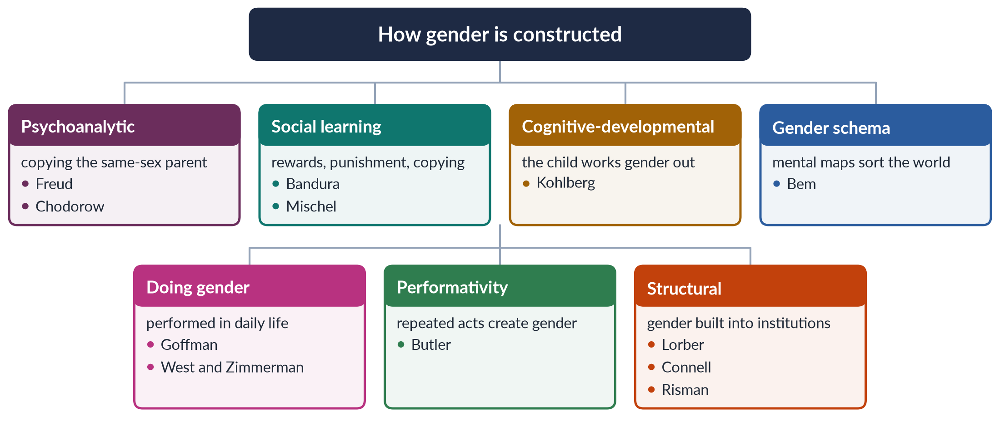 How gender is constructed
Psychoanalytic
copying the same-sex parent
• Freud
• Chodorow
Social learning
rewards, punishment, copying
• Bandura
• Mischel
Cognitive-developmental
the child works gender out
• Kohlberg
Gender schema
mental maps sort the world
• Bem
Doing gender
performed in daily life
• Goffman
• West and Zimmerman
Performativity
repeated acts create gender
• Butler
Structural
gender built into institutions
• Lorber
• Connell
• Risman